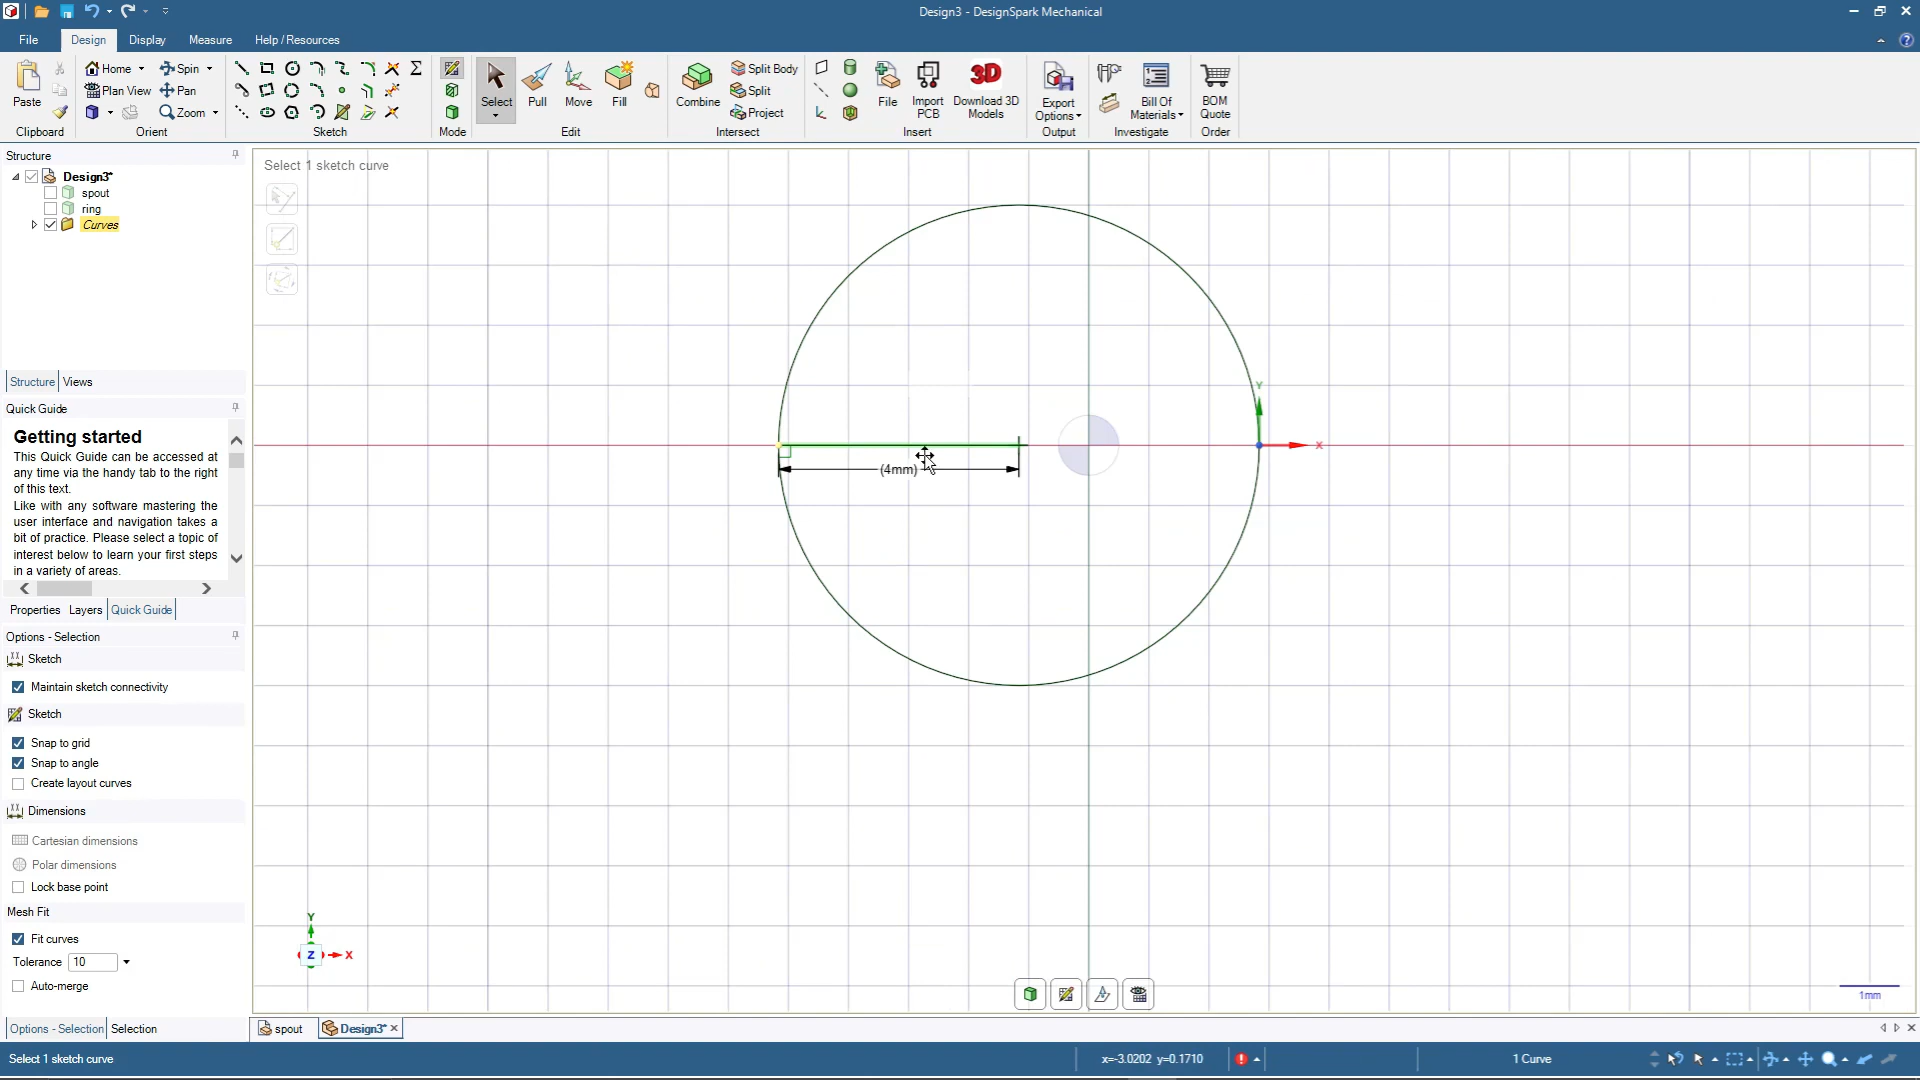 Design3 - DesignSpark Mechanical
File Design Display Measure Help / Resources
Paste
Clipboard
Home Spin
Plan View Pan
Zoom
Orient
Sketch
Mode
Select Pull Move Fill
Edit
Combine
Split Body
Split
Project
Intersect
File
Import PCB
Download 3D Models
3D
Insert
Export Options
Output
Bill Of Materials
Investigate
BOM Quote
Order
Structure
Design3*
spout
ring
Curves
Structure Views
Quick Guide
Getting started
This Quick Guide can be accessed at
any time via the handy tab to the right
of this text.
Like with any software mastering the
user interface and navigation takes a
bit of practice. Please select a topic of
interest below to learn your first steps
in a variety of areas.
Properties Layers Quick Guide
Options - Selection
Sketch
Maintain sketch connectivity
Sketch
Snap to grid
Snap to angle
Create layout curves
Dimensions
Cartesian dimensions
Polar dimensions
Lock base point
Mesh Fit
Fit curves
Tolerance 10
Auto-merge
Options - Selection Selection
Select 1 sketch curve
(4mm)
Y
X
Y
Z X
1mm
spout Design3*
Select 1 sketch curve
x=-3.0202 y=0.1710
1 Curve